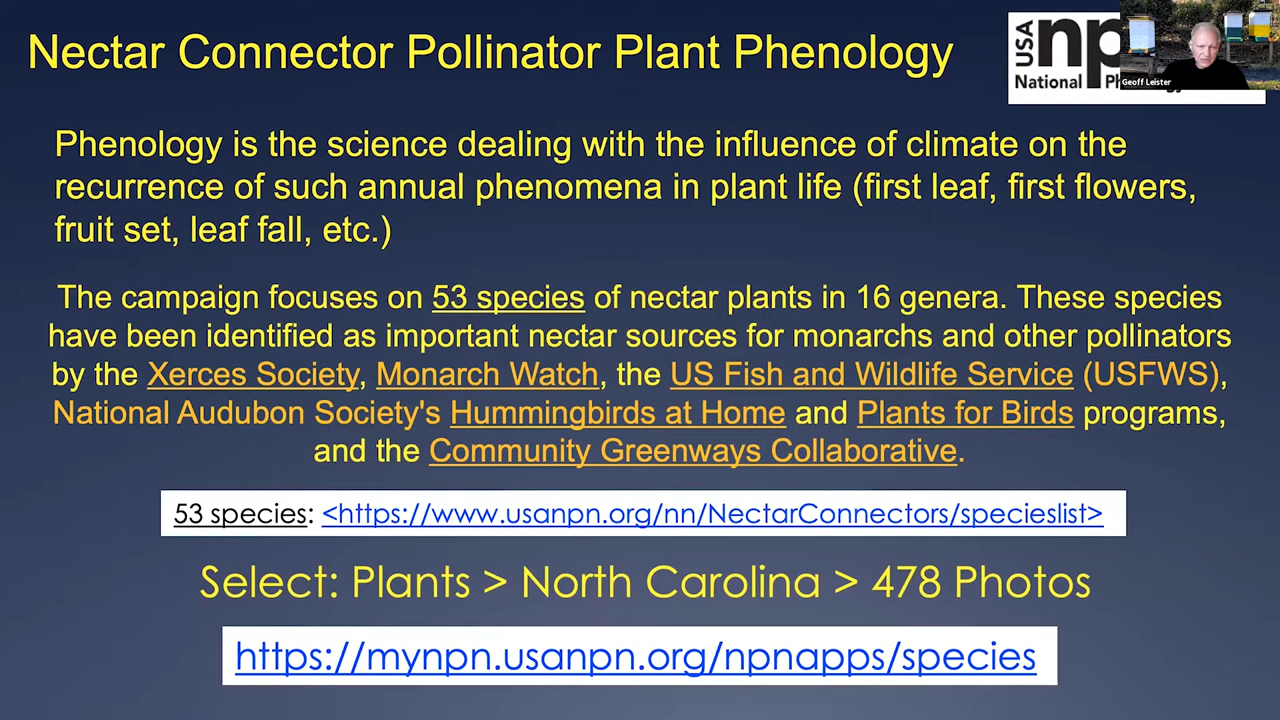 Nectar Connector Pollinator Plant Phenology
USA
np
National Ph
Geoff Leister
Phenology is the science dealing with the influence of climate on the
recurrence of such annual phenomena in plant life (first leaf, first flowers,
fruit set, leaf fall, etc.)
The campaign focuses on 53 species of nectar plants in 16 genera. These species
have been identified as important nectar sources for monarchs and other pollinators
by the Xerces Society, Monarch Watch, the US Fish and Wildlife Service (USFWS),
National Audubon Society's Hummingbirds at Home and Plants for Birds programs,
and the Community Greenways Collaborative.
53 species: <https://www.usanpn.org/nn/NectarConnectors/specieslist>
Select: Plants > North Carolina > 478 Photos
https://mynpn.usanpn.org/npnapps/species